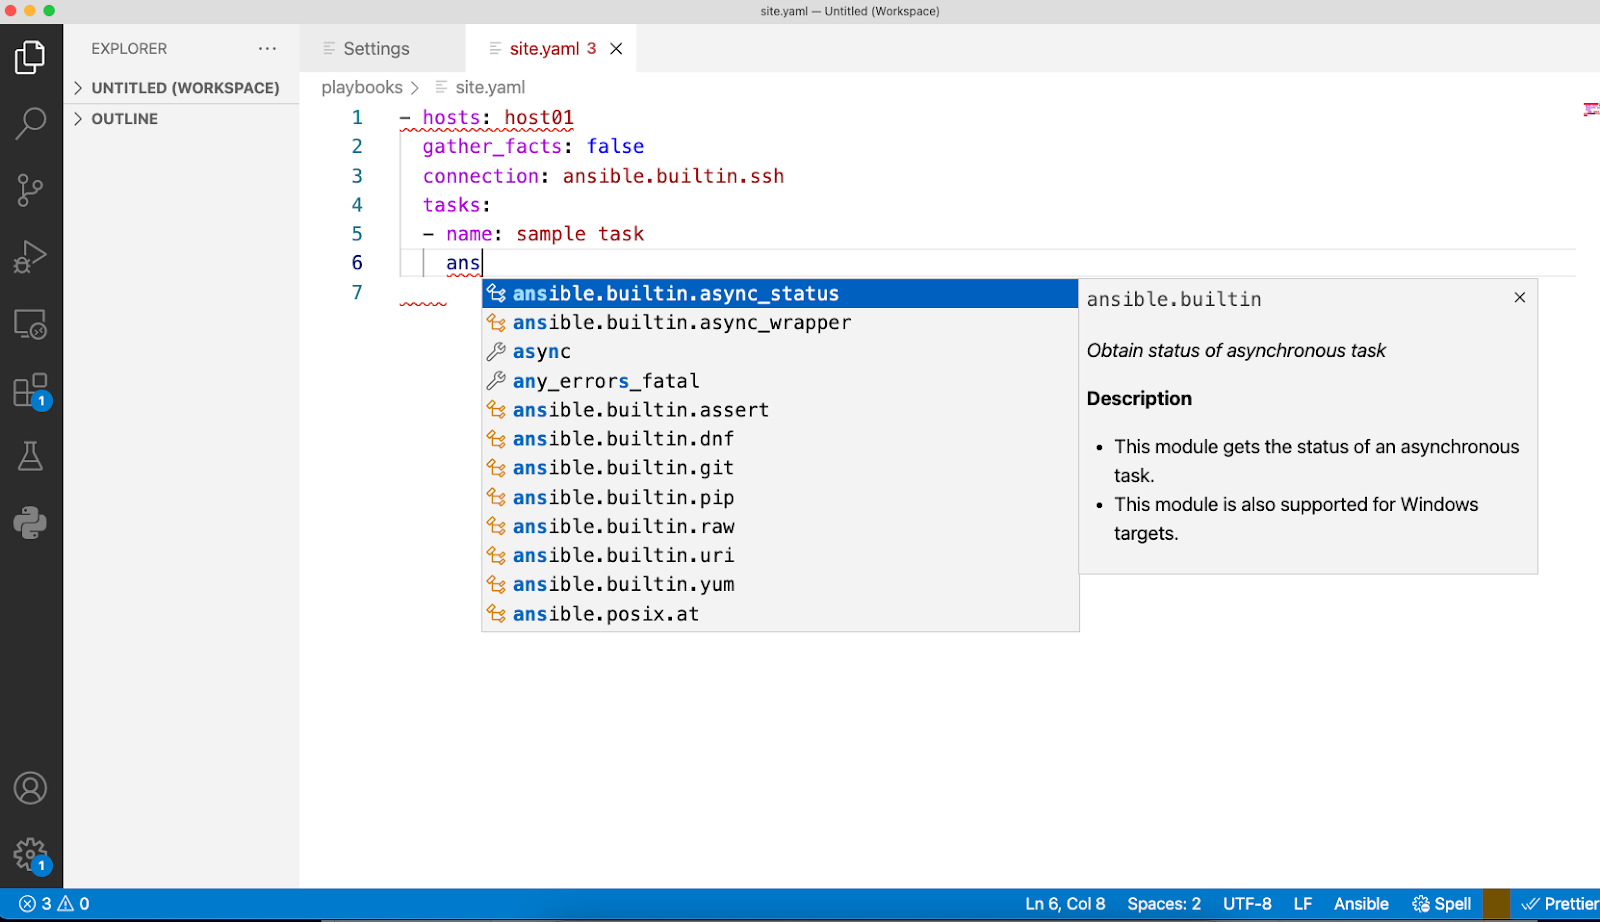 site.yaml — Untitled (Workspace)
EXPLORER ···
UNTITLED (WORKSPACE)
OUTLINE
Settings
site.yaml 3
playbooks > site.yaml
1 - hosts: host01
2 gather_facts: false
3 connection: ansible.builtin.ssh
4 tasks:
5 - name: sample task
6 ans
7
ansible.builtin.async_status
ansible.builtin.async_wrapper
async
any_errors_fatal
ansible.builtin.assert
ansible.builtin.dnf
ansible.builtin.git
ansible.builtin.pip
ansible.builtin.raw
ansible.builtin.uri
ansible.builtin.yum
ansible.posix.at
ansible.builtin
Obtain status of asynchronous task
Description
• This module gets the status of an asynchronous
task.
• This module is also supported for Windows
targets.
1
1
3 0
Ln 6, Col 8 Spaces: 2 UTF-8 LF Ansible Spell Prettier